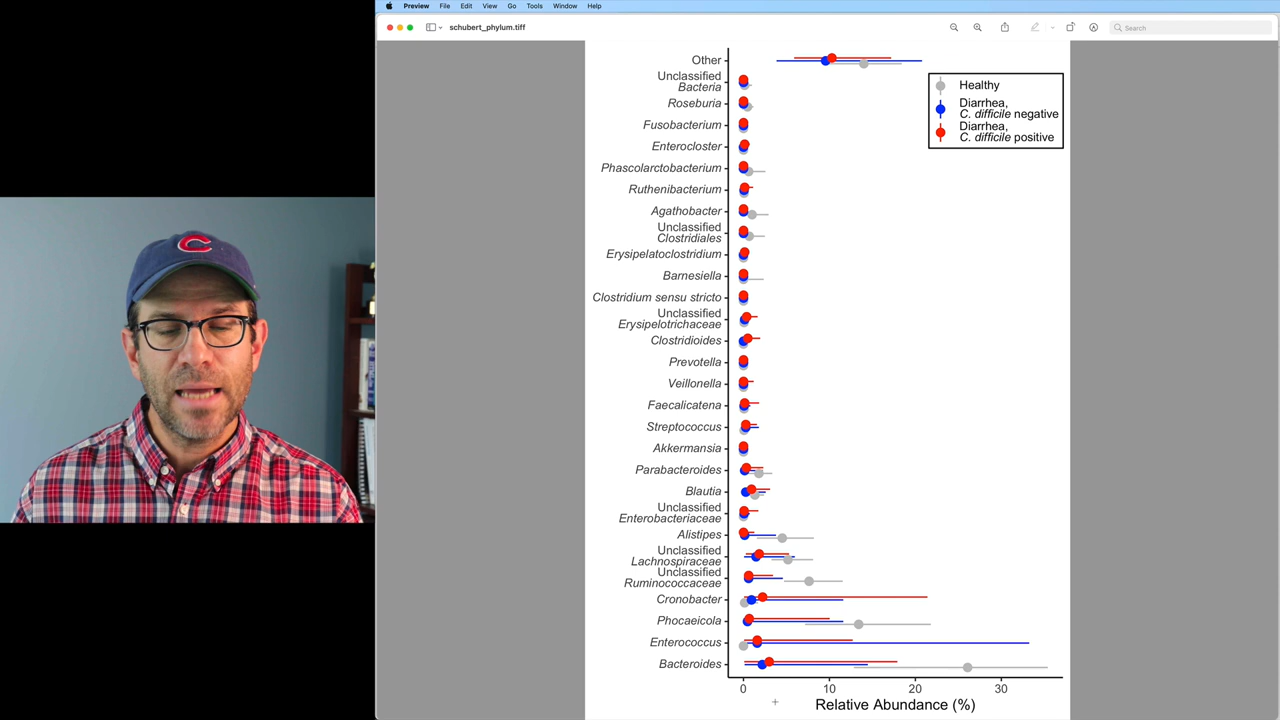 Preview File Edit View Go Tools Window Help
schubert_phylum.tiff
Search
C
Other
Unclassified
Bacteria
Roseburia
Fusobacterium
Enterocloster
Phascolarctobacterium
Ruthenibacterium
Agathobacter
Unclassified
Clostridiales
Erysipelatoclostridium
Barnesiella
Clostridium sensu stricto
Unclassified
Erysipelotrichaceae
Clostridioides
Prevotella
Veillonella
Faecalicatena
Streptococcus
Akkermansia
Parabacteroides
Blautia
Unclassified
Enterobacteriaceae
Alistipes
Unclassified
Lachnospiraceae
Unclassified
Ruminococcaceae
Cronobacter
Phocaeicola
Enterococcus
Bacteroides
Healthy
Diarrhea,
C. difficile negative
Diarrhea,
C. difficile positive
0 10 20 30
Relative Abundance (%)